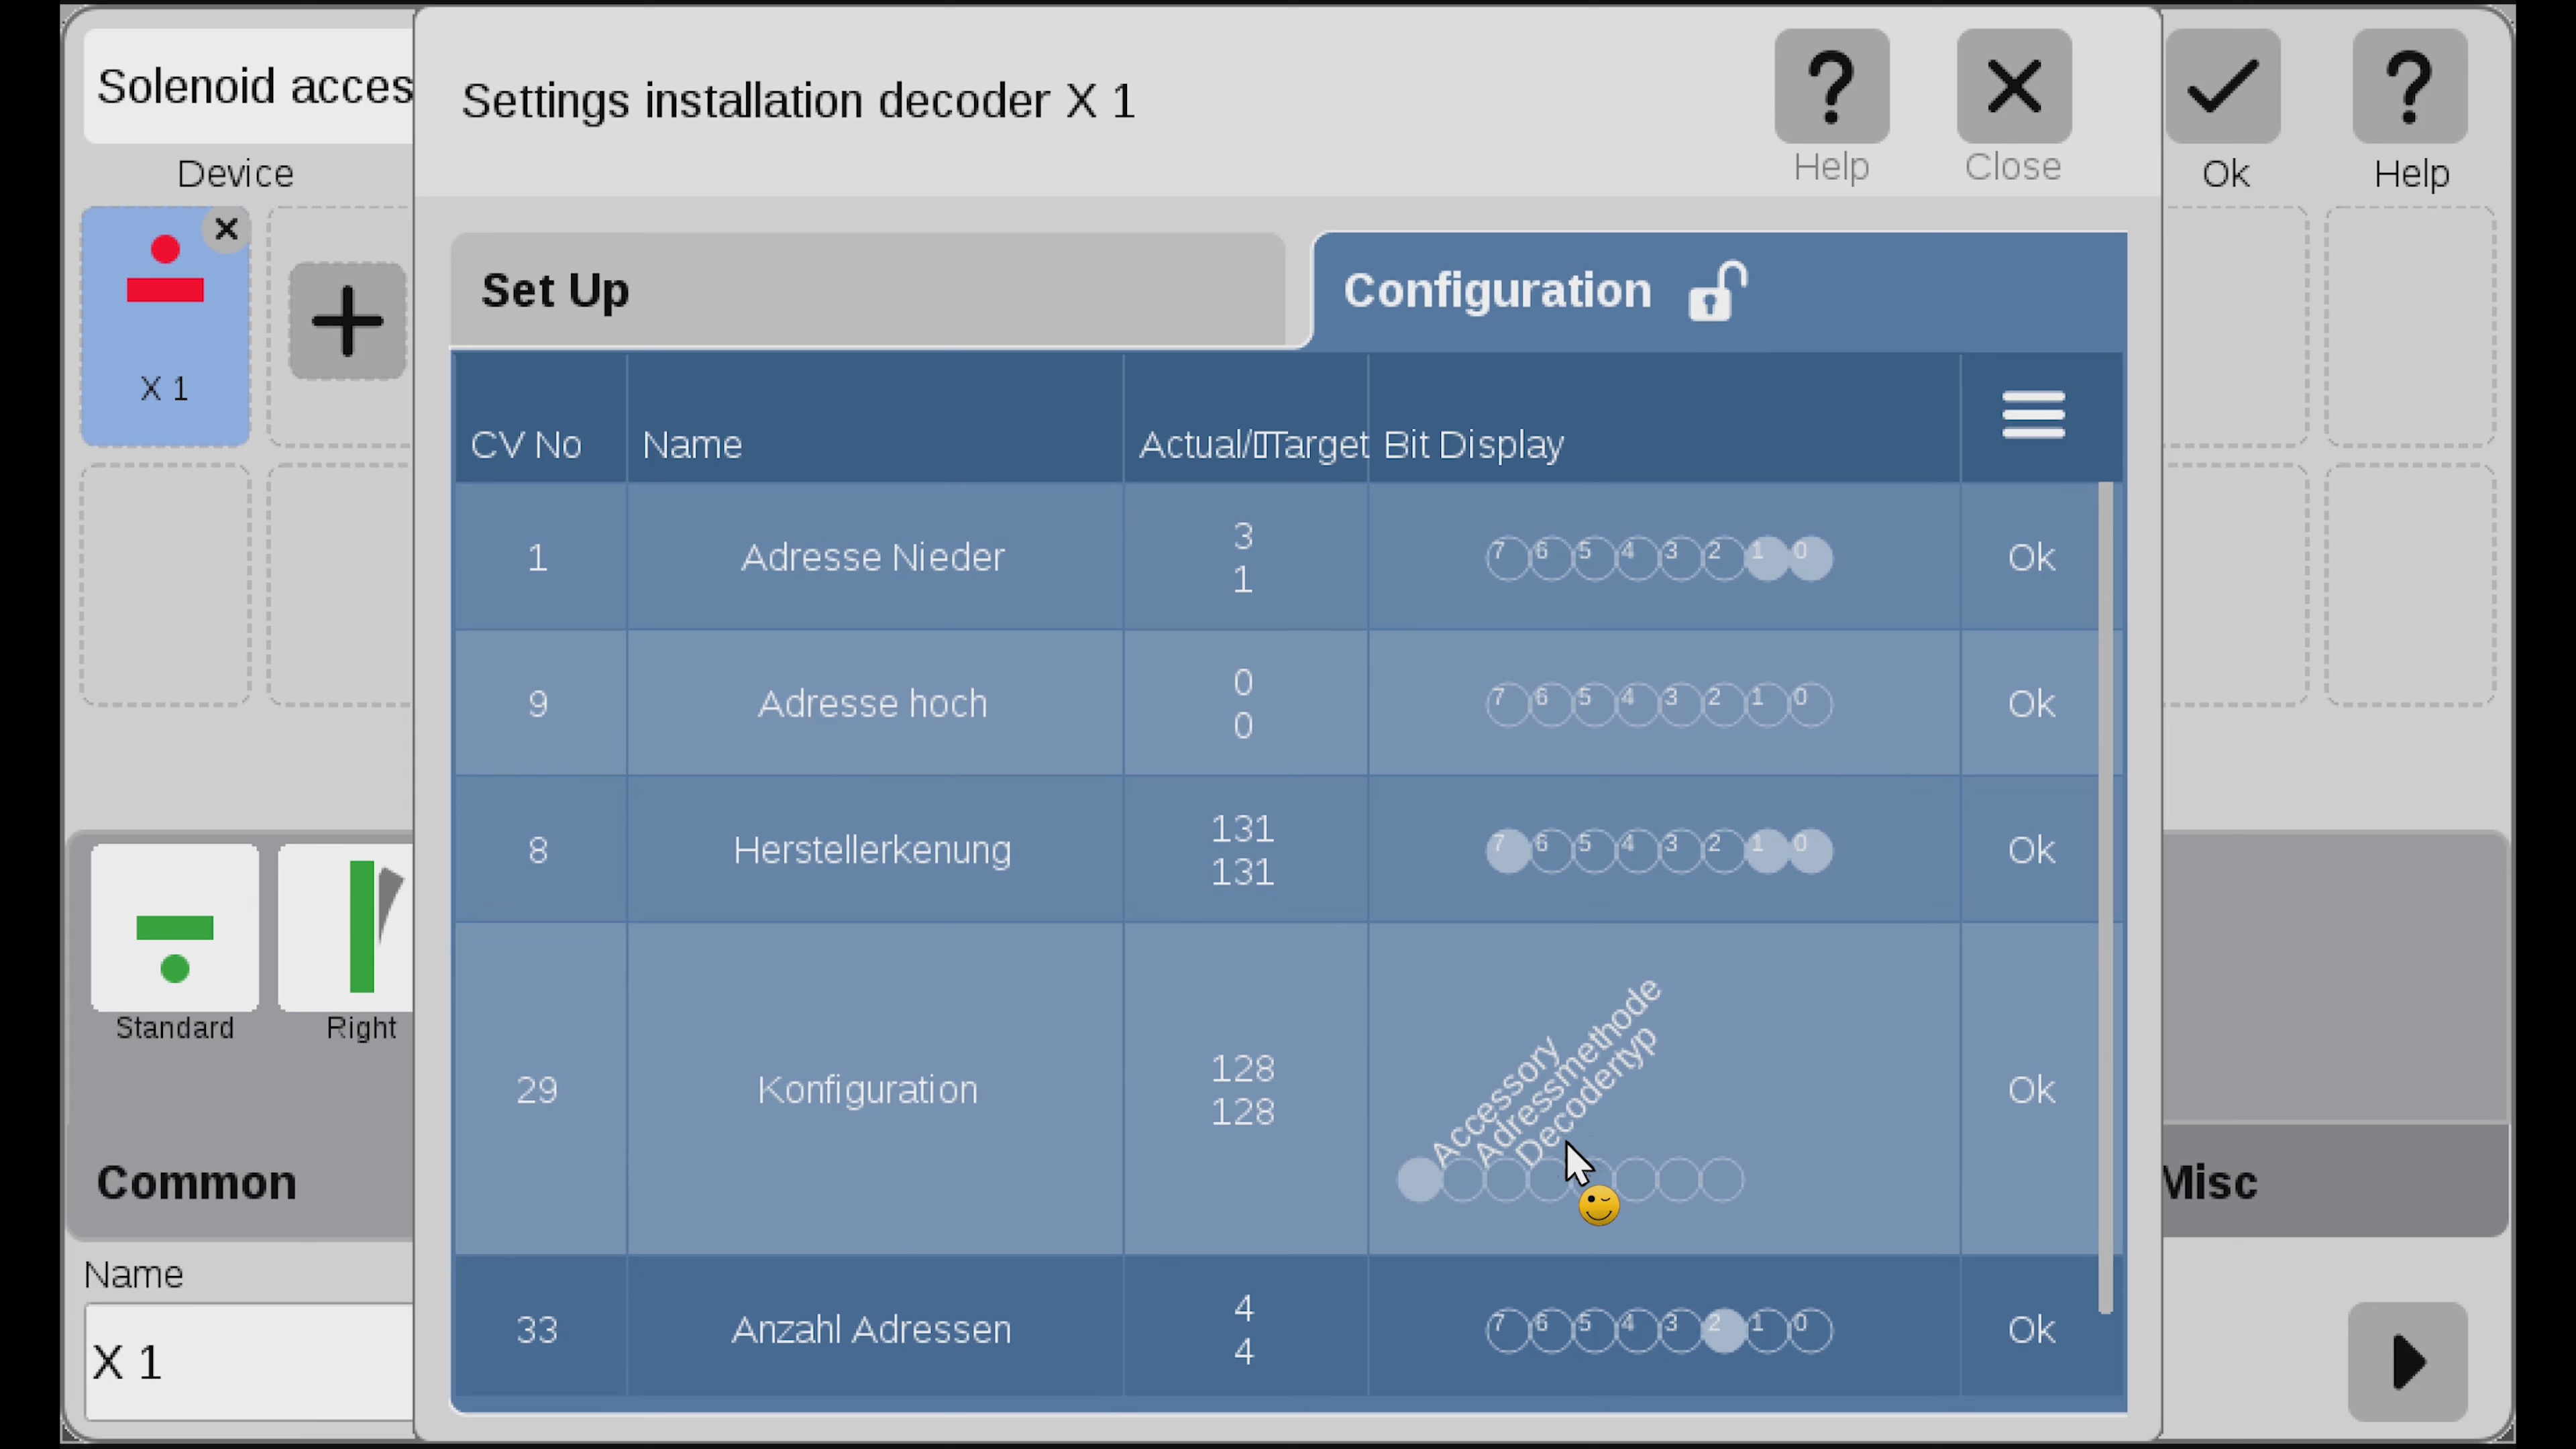 Solenoid acces
Settings installation decoder X 1
Help
Close
Ok
Help
Device
X 1
Set Up
Configuration
CV No
Name
Actual/Target
Bit Display
1
Adresse Nieder
3
1
7 6 5 4 3 2 1 0
Ok
9
Adresse hoch
0
0
7 6 5 4 3 2 1 0
Ok
8
Herstellerkenung
131
131
7 6 5 4 3 2 1 0
Ok
29
Konfiguration
128
128
Accessory
Adressmethode
Decodertyp
Ok
33
Anzahl Adressen
4
4
7 6 5 4 3 2 1 0
Ok
Standard
Right
Common
Misc
Name
X 1